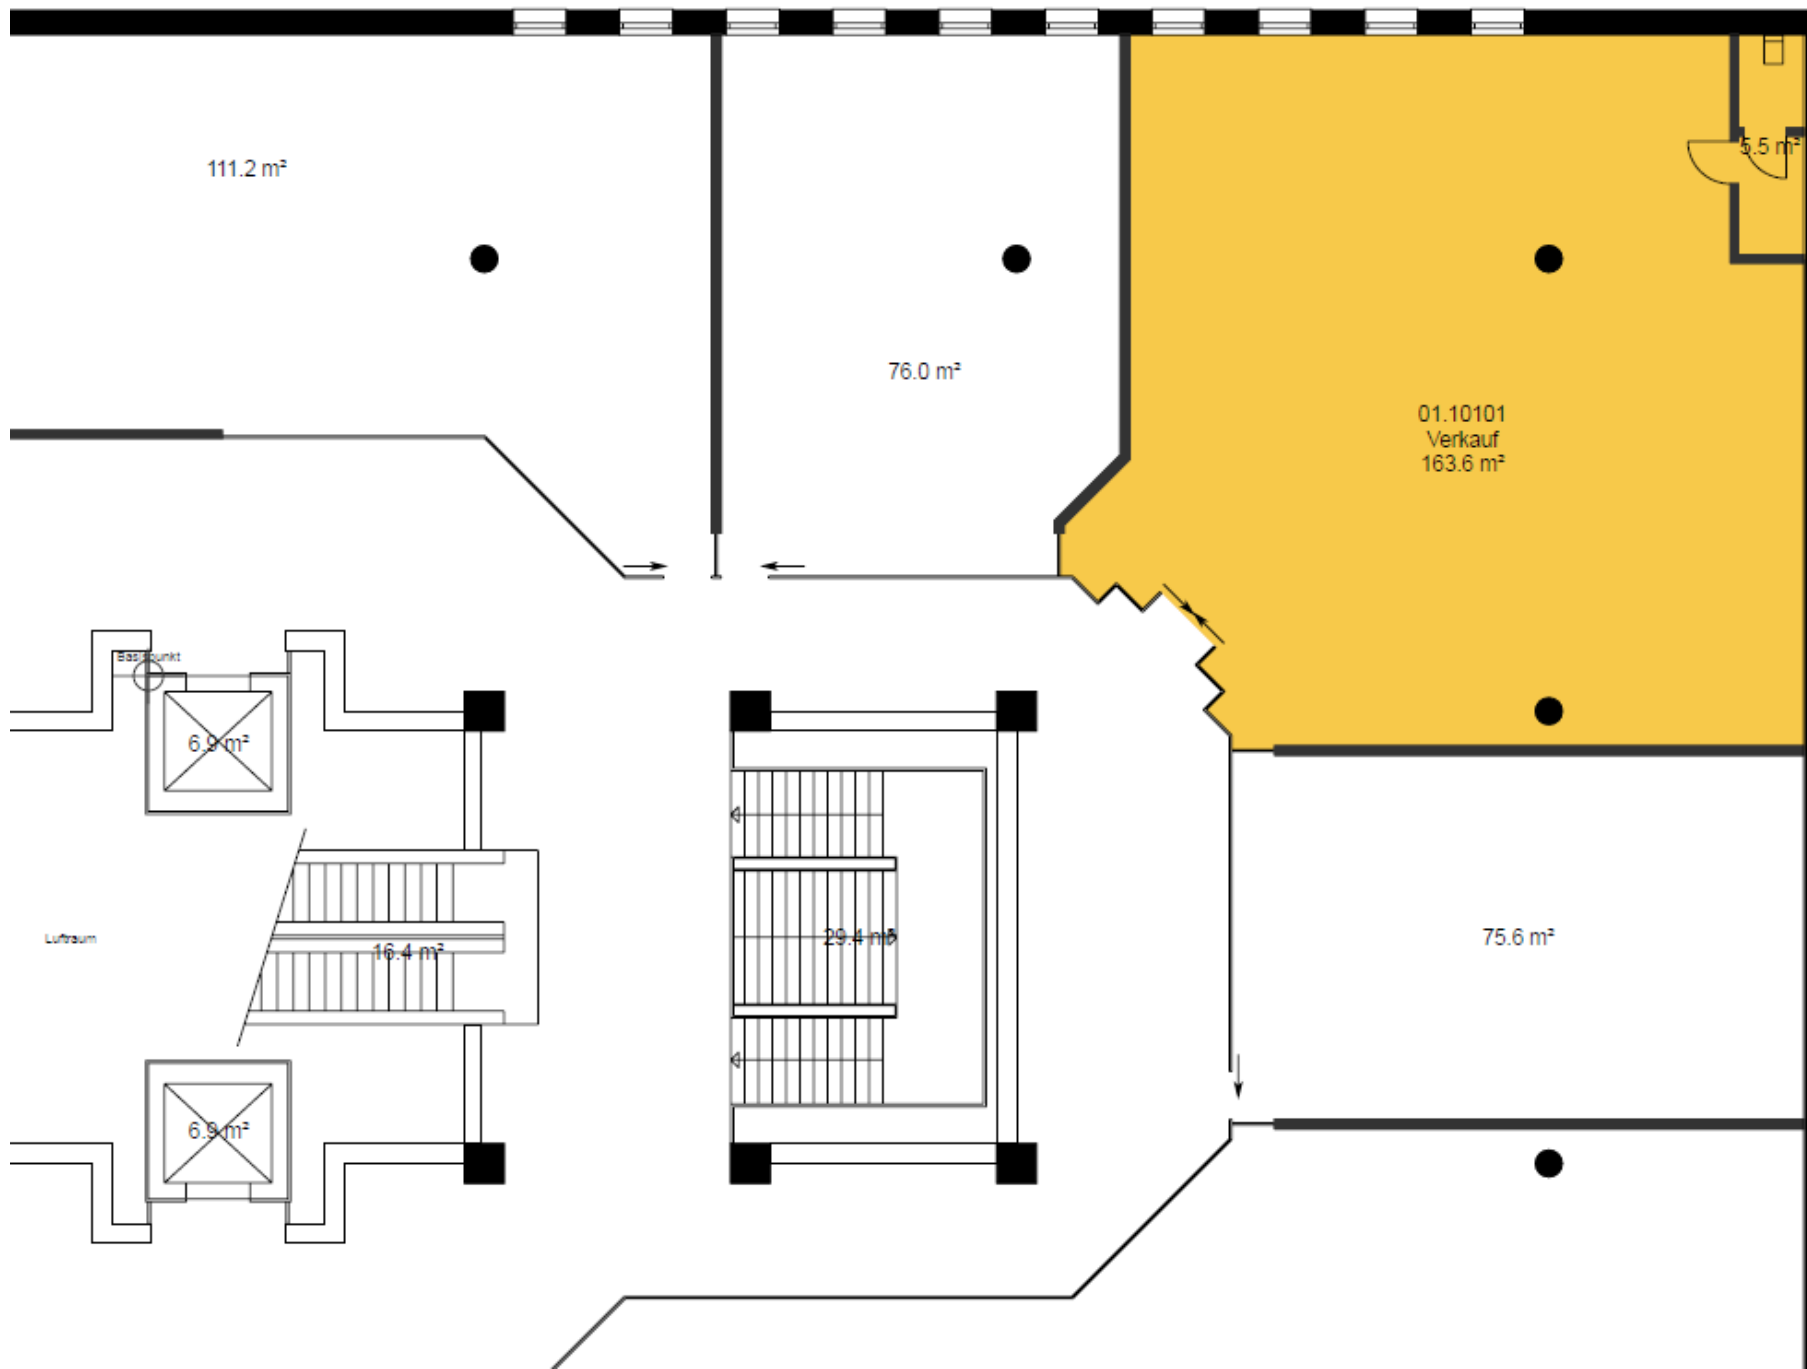 111.2 m²
5.5 m²
76.0 m²
01.10101
Verkauf
163.6 m²
Basispunkt
6.9 m²
Luftraum
16.4 m²
29.4 m²
75.6 m²
6.9 m²